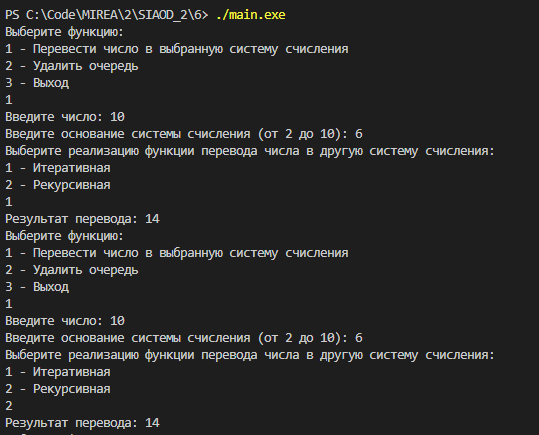 PS C:\Code\MIREA\2\SIAOD_2\6> ./main.exe
Выберите функцию:
1 - Перевести число в выбранную систему счисления
2 - Удалить очередь
3 - Выход
1
Введите число: 10
Введите основание системы счисления (от 2 до 10): 6
Выберите реализацию функции перевода числа в другую систему счисления:
1 - Итеративная
2 - Рекурсивная
1
Результат перевода: 14
Выберите функцию:
1 - Перевести число в выбранную систему счисления
2 - Удалить очередь
3 - Выход
1
Введите число: 10
Введите основание системы счисления (от 2 до 10): 6
Выберите реализацию функции перевода числа в другую систему счисления:
1 - Итеративная
2 - Рекурсивная
2
Результат перевода: 14